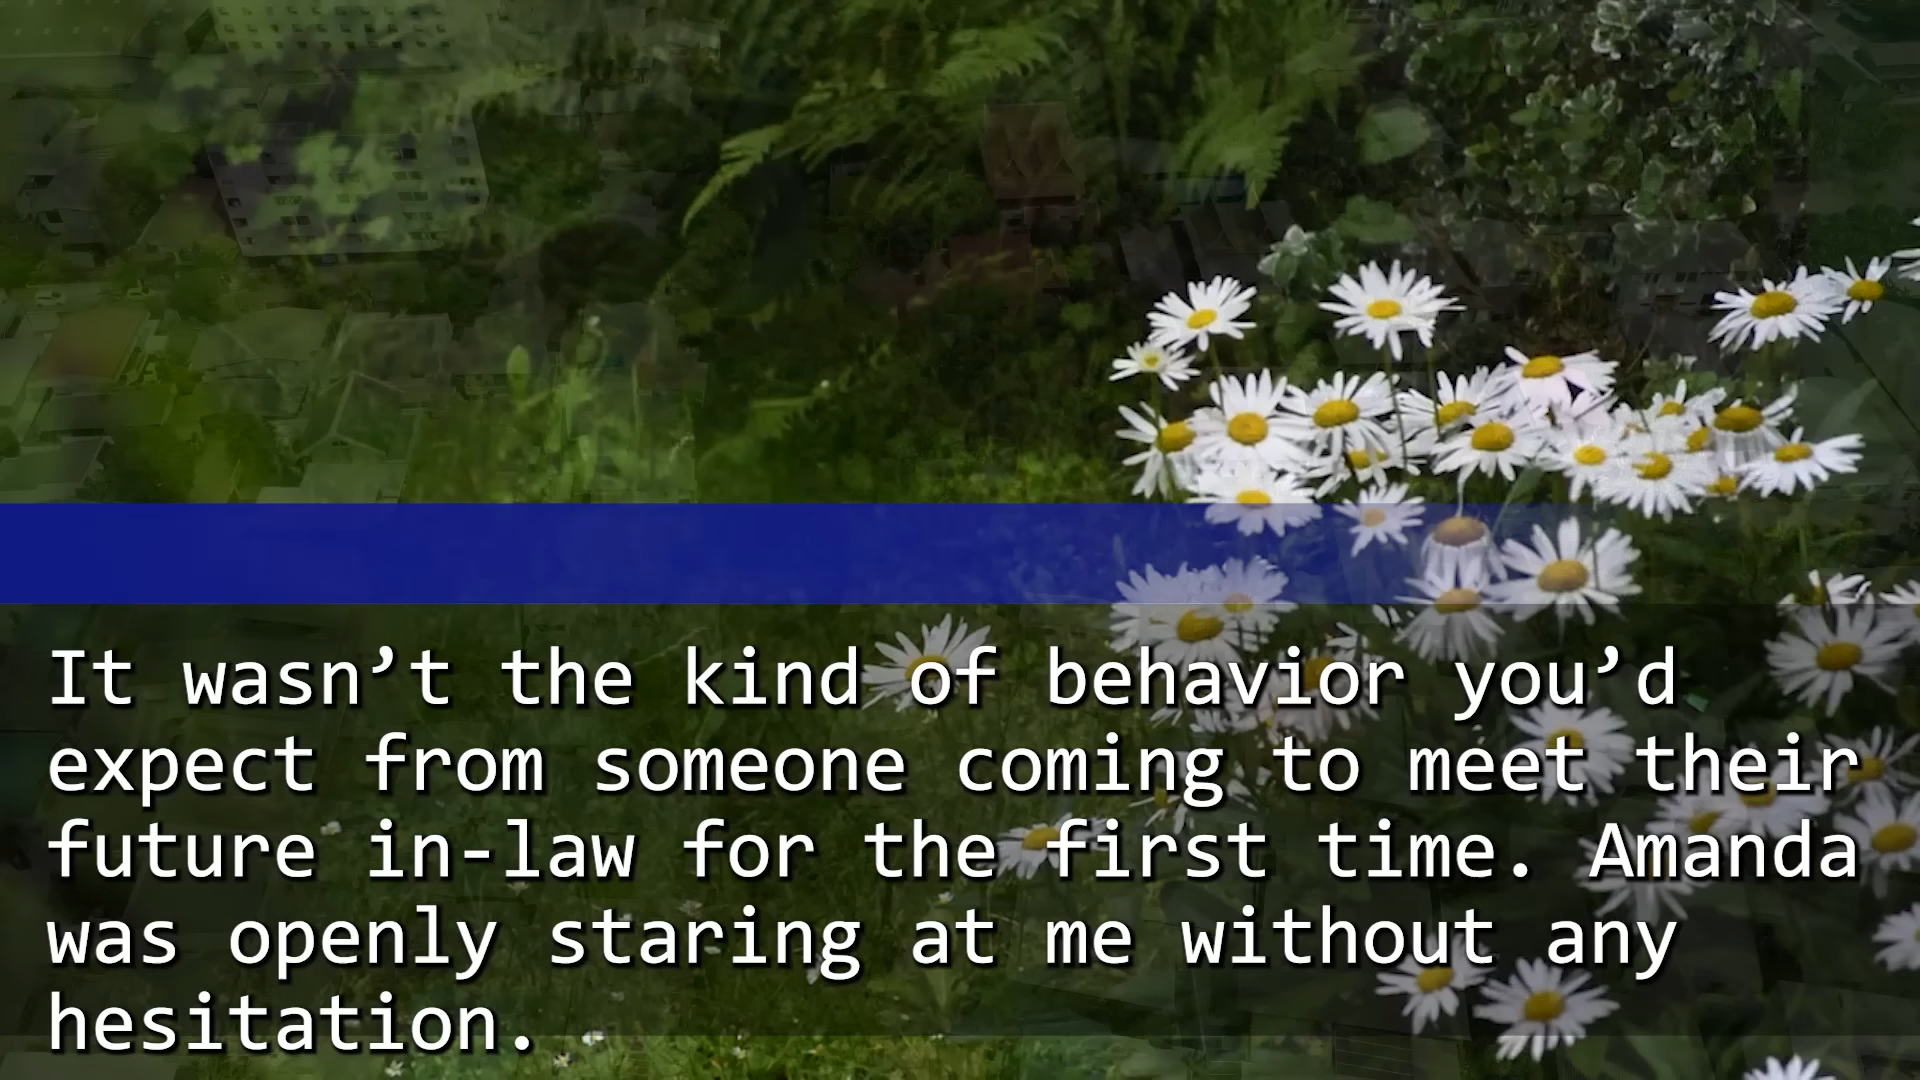 It wasn’t the kind of behavior you’d
expect from someone coming to meet their
future in-law for the first time. Amanda
was openly staring at me without any
hesitation.